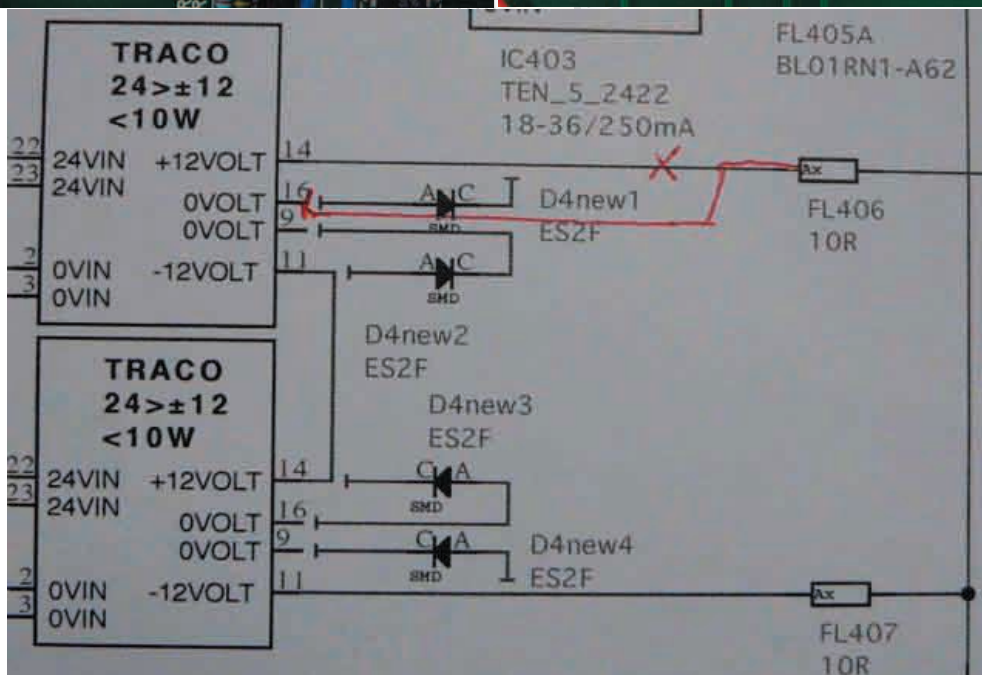 IC403
TEN_5_2422
18-36/250mA
FL405A
BL01RN1-A62
TRACO
24>±12
<10W
22 24VIN +12VOLT 14
23 24VIN
0VOLT 16
0VOLT 9
2 0VIN -12VOLT 11
3 0VIN
A C
SMD
D4new1
ES2F
A C
SMD
D4new2
ES2F
Ax
FL406
10R
TRACO
24>±12
<10W
22 24VIN +12VOLT 14
23 24VIN
0VOLT 16
0VOLT 9
2 0VIN -12VOLT 11
3 0VIN
D4new3
ES2F
C A
SMD
C A
SMD
D4new4
ES2F
Ax
FL407
10R